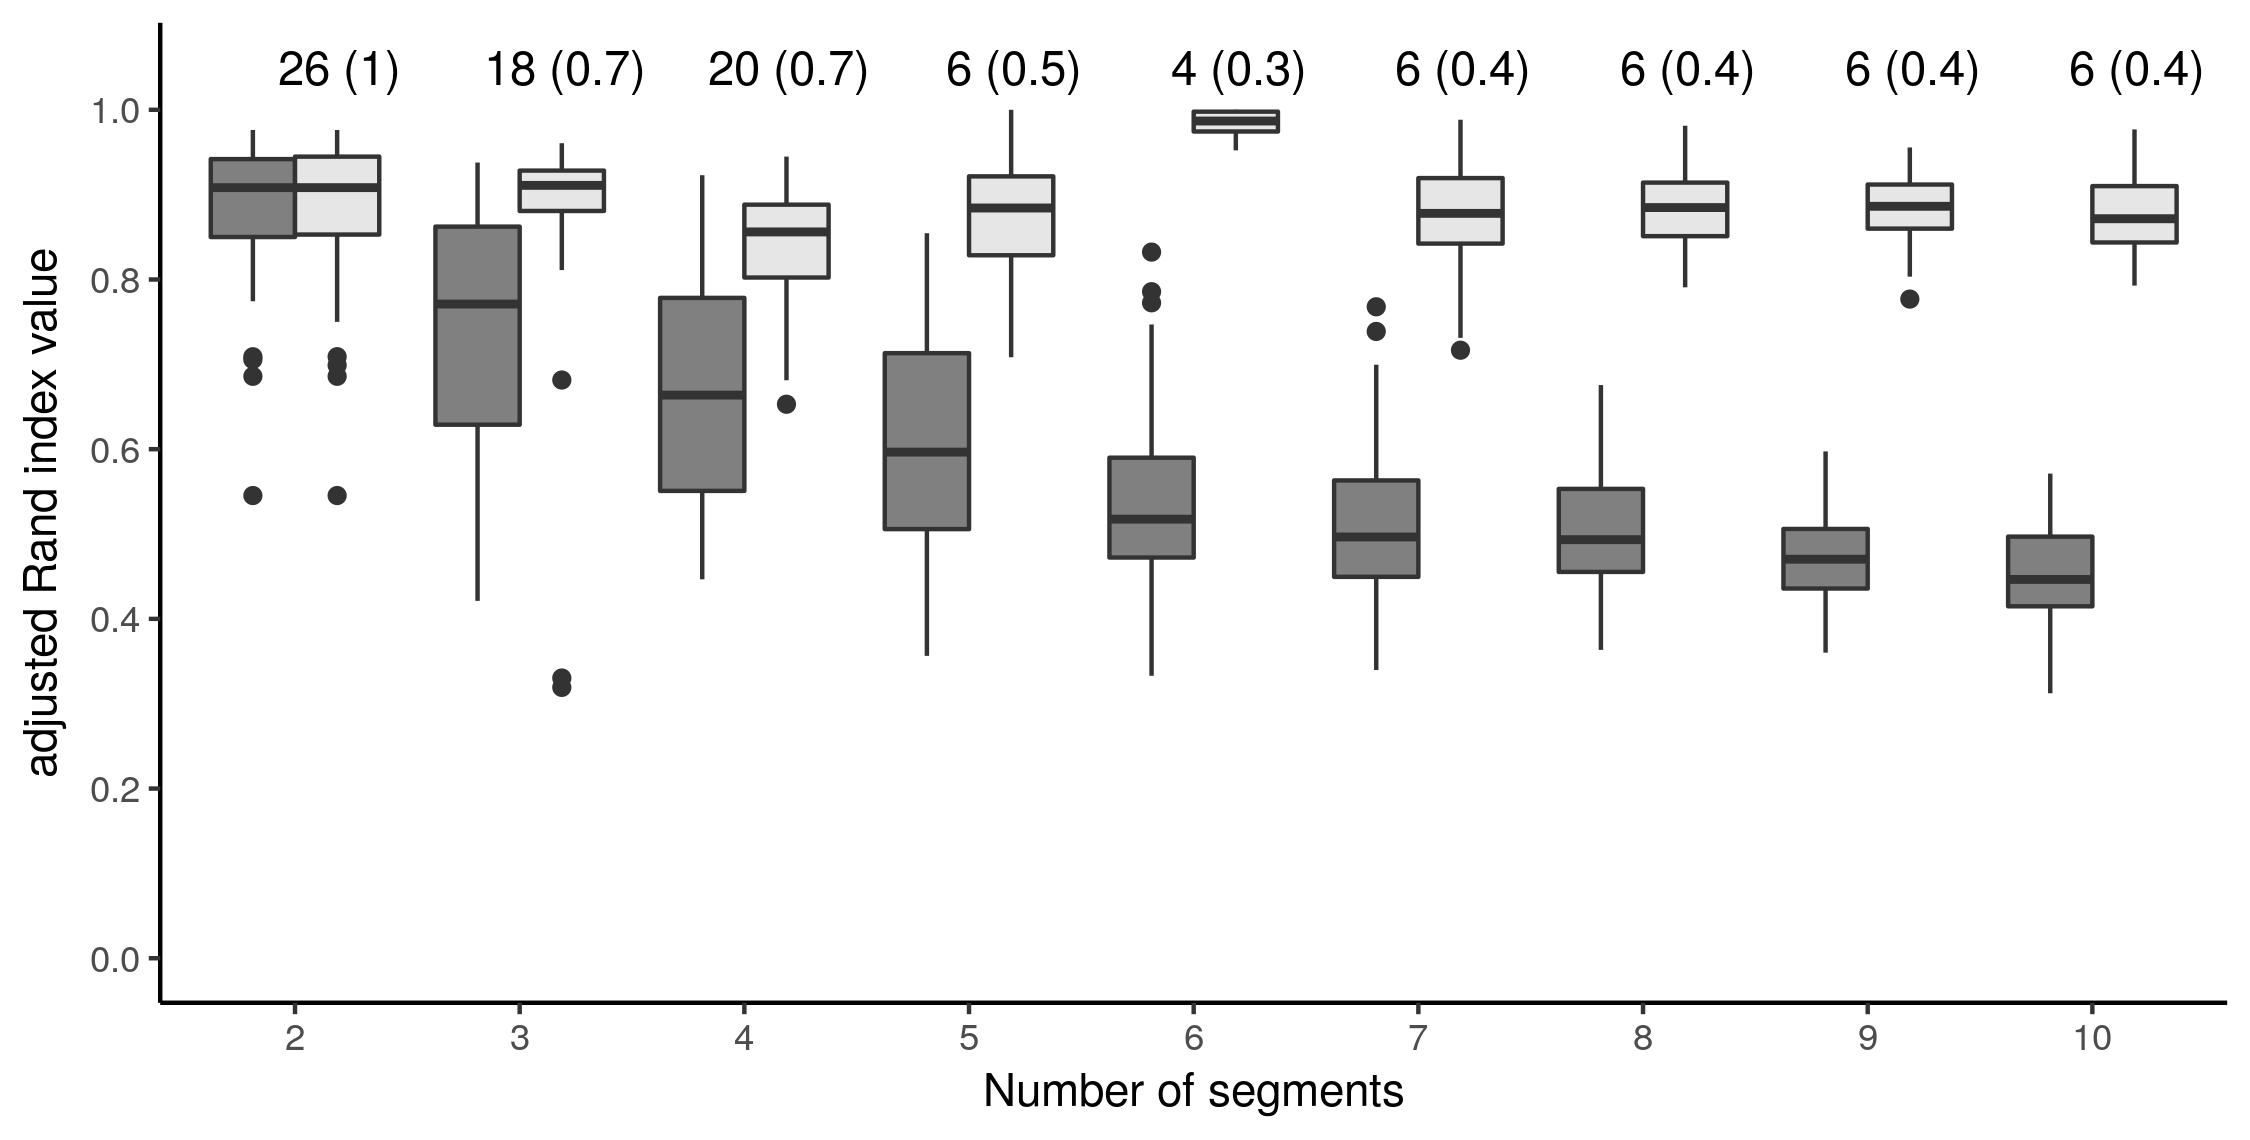 26 (1) 18 (0.7) 20 (0.7) 6 (0.5) 4 (0.3) 6 (0.4) 6 (0.4) 6 (0.4) 6 (0.4)
adjusted Rand index value
1.0
0.8
0.6
0.4
0.2
0.0
2 3 4 5 6 7 8 9 10
Number of segments